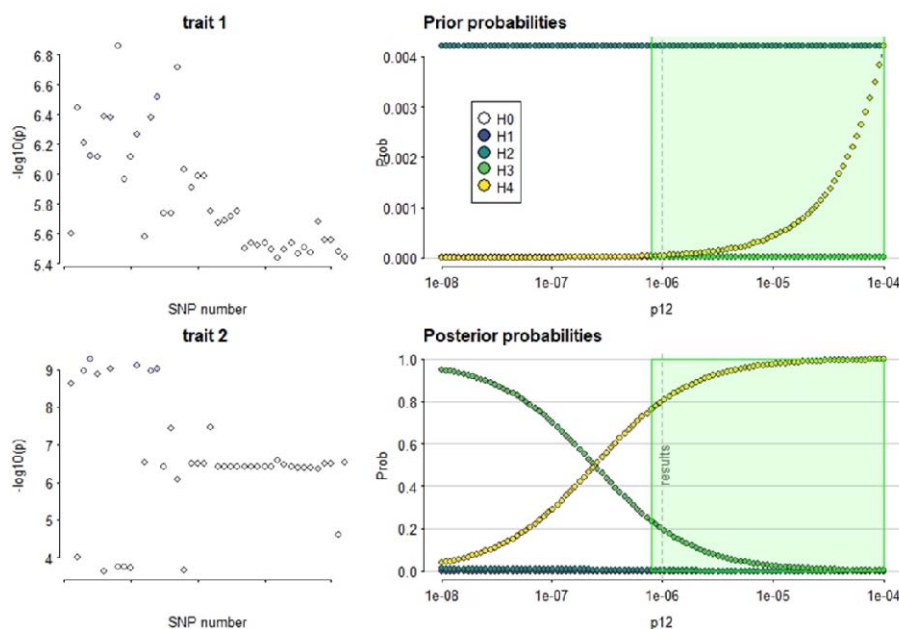 trait 1
-log10(p)
6.8
6.6
6.4
6.2
6.0
5.8
5.6
5.4
SNP number
Prior probabilities
Prob
0.004
0.003
0.002
0.001
0.000
H0
H1
H2
H3
H4
1e-08
1e-07
1e-06
1e-05
1e-04
p12
trait 2
-log10(p)
9
8
7
6
5
4
SNP number
Posterior probabilities
Prob
1.0
0.8
0.6
0.4
0.2
0.0
results
1e-08
1e-07
1e-06
1e-05
1e-04
p12